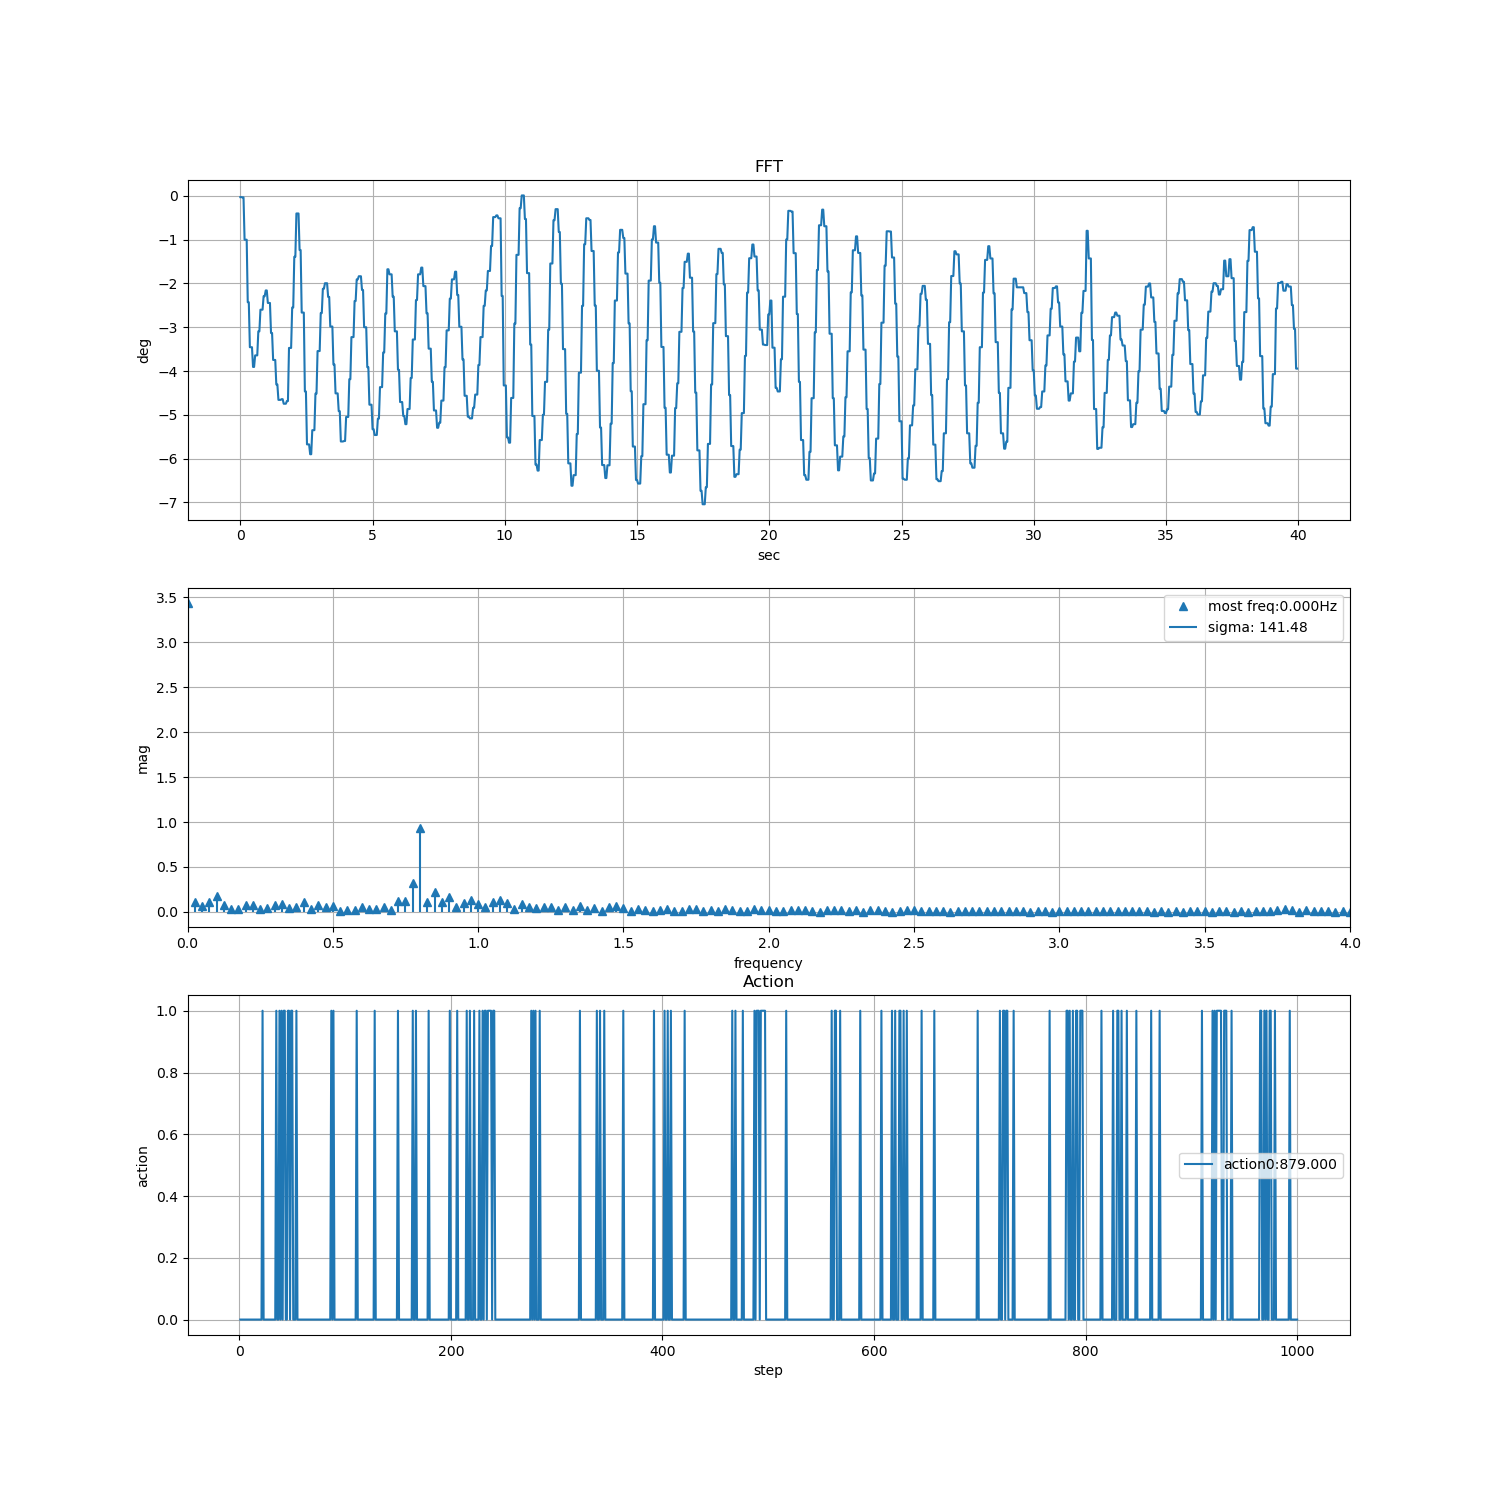 FFT
0
−1
−2
−3
−4
−5
−6
−7
deg
0 5 10 15 20 25 30 35 40
sec
3.5
3.0
2.5
2.0
1.5
1.0
0.5
0.0
mag
most freq:0.000Hz
sigma: 141.48
0.0 0.5 1.0 1.5 2.0 2.5 3.0 3.5 4.0
frequency
Action
1.0
0.8
0.6
0.4
0.2
0.0
action
action0:879.000
0 200 400 600 800 1000
step